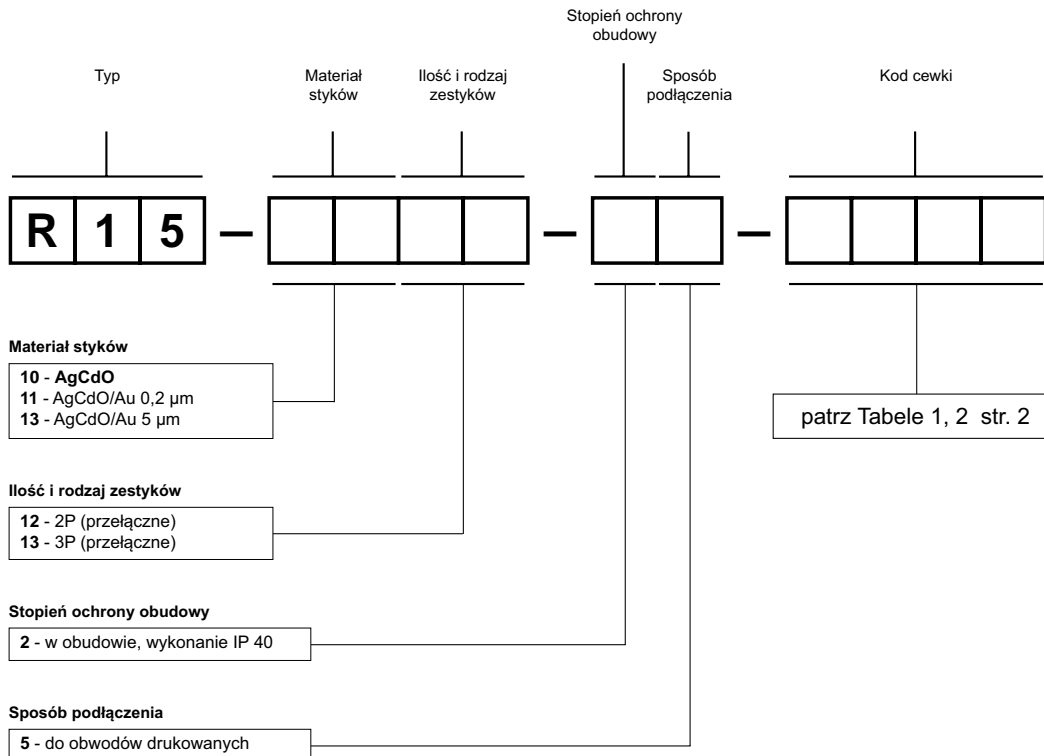 Stopień ochrony
obudowy
Typ
Materiał
styków
Ilość i rodzaj
zestyków
Sposób
podłączenia
Kod cewki
R 1 5 – – –
Materiał styków
10 - AgCdO
11 - AgCdO/Au 0,2 μm
13 - AgCdO/Au 5 μm
patrz Tabele 1, 2 str. 2
Ilość i rodzaj zestyków
12 - 2P (przełączne)
13 - 3P (przełączne)
Stopień ochrony obudowy
2 - w obudowie, wykonanie IP 40
Sposób podłączenia
5 - do obwodów drukowanych